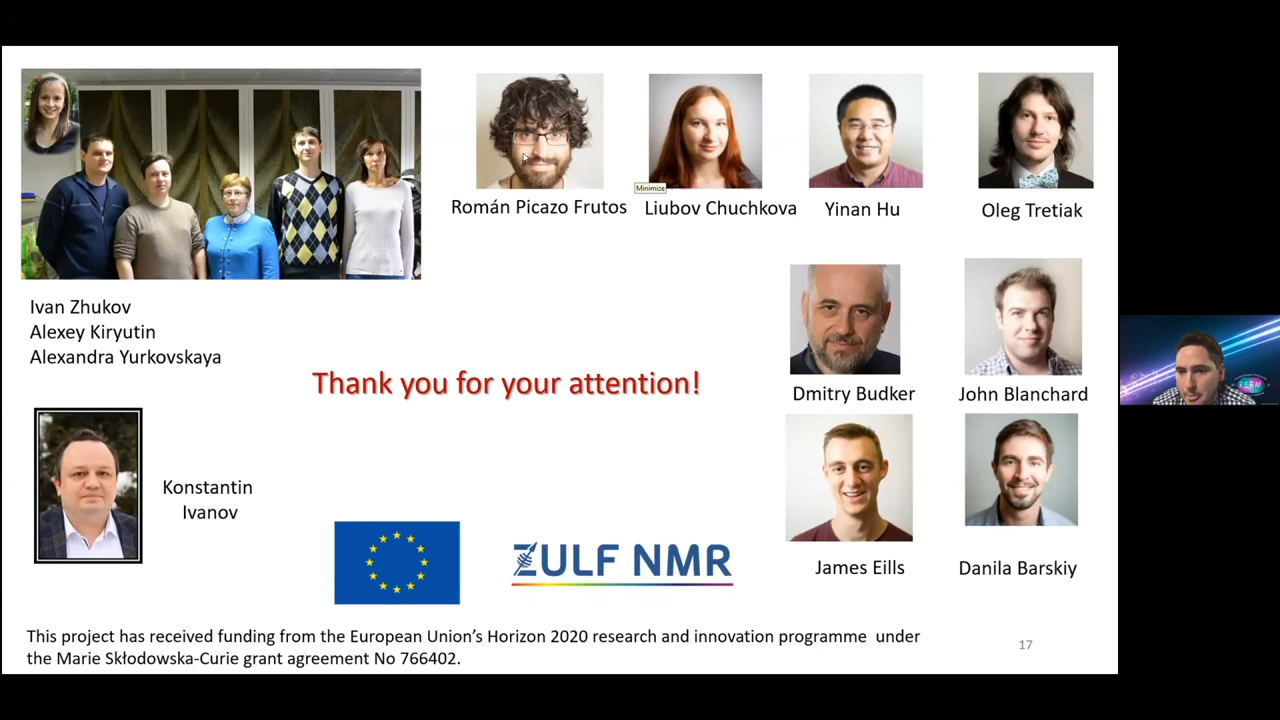 Román Picazo Frutos
Minimize
Liubov Chuchkova
Yinan Hu
Oleg Tretiak
Ivan Zhukov
Alexey Kiryutin
Alexandra Yurkovskaya
Thank you for your attention!
Dmitry Budker
John Blanchard
Konstantin
Ivanov
James Eills
Danila Barskiy
ZULF NMR
This project has received funding from the European Union’s Horizon 2020 research and innovation programme under
the Marie Skłodowska-Curie grant agreement No 766402.
17